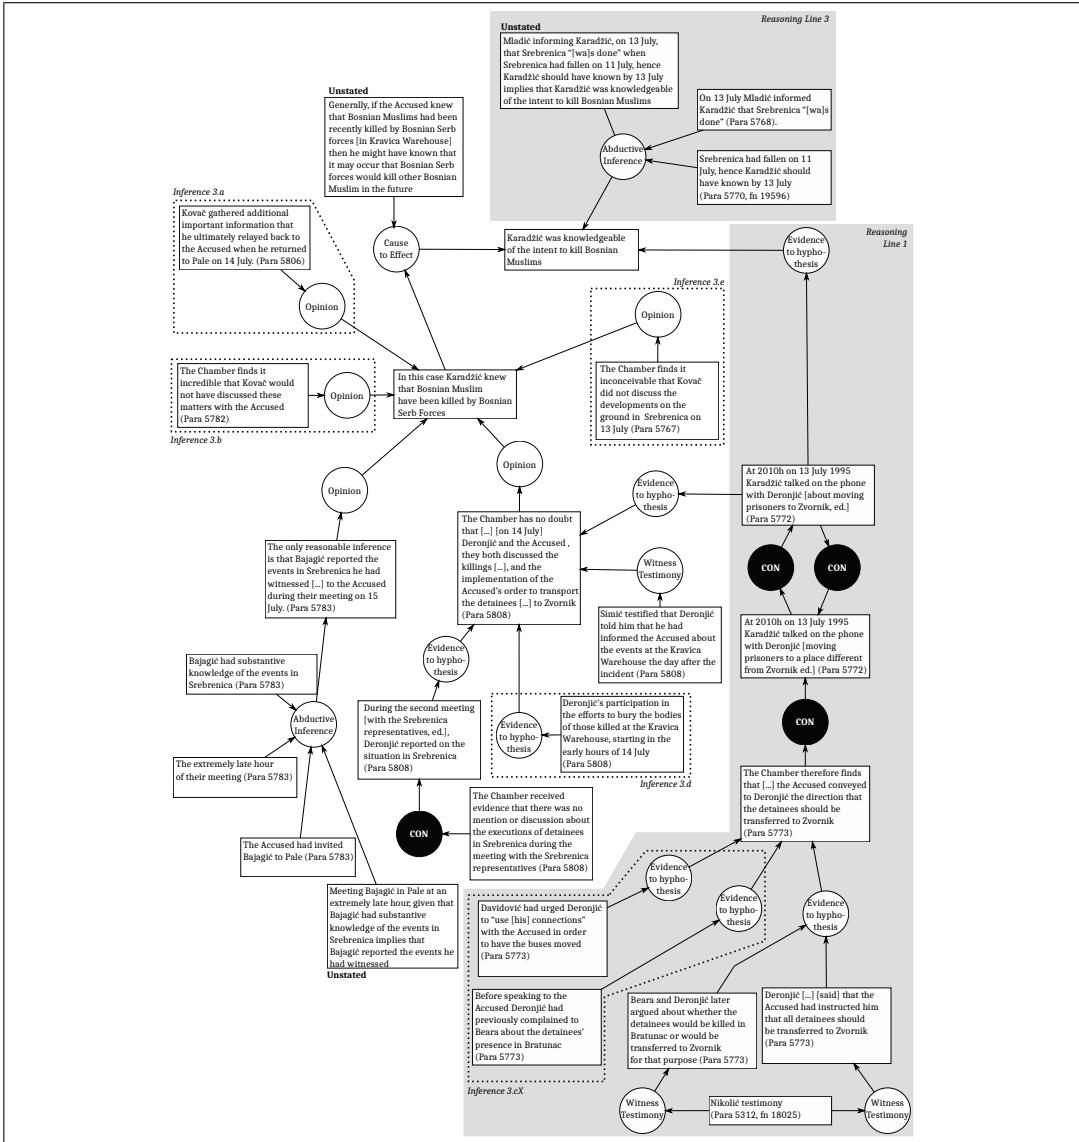 Reasoning Line 3
Unstated
Mladić informing Karadžić, on 13 July,
that Srebrenica “[wa]s done” when
Srebrenica had fallen on 11 July, hence
Karadžić should have known by 13 July
implies that Karadžić was knowledgeable
of the intent to kill Bosnian Muslims
On 13 July Mladić informed
Karadžić that Srebrenica “[wa]s
done” (Para 5768).
Abductive
Inference
Srebrenica had fallen on 11
July, hence Karadžić should
have known by 13 July
(Para 5770, fn 19596)
Unstated
Generally, if the Accused knew
that Bosnian Muslims had been
recently killed by Bosnian Serb
forces [in Kravica Warehouse]
then he might have known that
it may occur that Bosnian Serb
forces would kill other Bosnian
Muslim in the future
Inference 3.a
Kovač gathered additional
important information that
he ultimately relayed back to
the Accused when he returned
to Pale on 14 July. (Para 5806)
Opinion
Cause
to Effect
Karadžić was knowledgeable
of the intent to kill Bosnian
Muslims
Reasoning
Line 1
Evidence
to hypho-
thesis
Inference 3.e
Opinion
The Chamber finds it
inconceivable that Kovač
did not discuss the
developments on the
ground in  Srebrenica on
13 July (Para 5767)
The Chamber finds it
incredible that Kovač would
not have discussed these
matters with the Accused
(Para 5782)
Opinion
Inference 3.b
In this case Karadžić knew
that Bosnian Muslim
have been killed by Bosnian
Serb Forces
Opinion
Opinion
Evidence
to hypho-
thesis
At 2010h on 13 July 1995
Karadžić talked on the phone
with Deronjić [about moving
prisoners to Zvornik, ed.]
(Para 5772)
The only reasonable inference
is that Bajagić reported the
events in Srebrenica he had
witnessed [...] to the Accused
during their meeting on 15
July. (Para 5783)
The Chamber has no doubt
that [...] [on 14 July]
Deronjić and the Accused ,
they both discussed the
killings [...], and the
implementation of the
Accused’s order to transport
the detainees [...] to Zvornik
(Para 5808)
Witness
Testimony
Simić testified that Deronjić
told him that he had
informed the Accused about
the events at the Kravica
Warehouse the day after the
incident (Para 5808)
CON
CON
At 2010h on 13 July 1995
Karadžić talked on the phone
with Deronjić [moving
prisoners to a place different
from Zvornik ed.] (Para 5772)
CON
Bajagić had substantive
knowledge of the events in
Srebrenica (Para 5783)
Abductive
Inference
The extremely late hour
of their meeting (Para 5783)
The Accused had invited
Bajagić to Pale (Para 5783)
Meeting Bajagić in Pale at an
extremely late hour, given that
Bajagić had substantive
knowledge of the events in
Srebrenica implies that
Bajagić reported the events he
had witnessed
Unstated
Evidence
to hypho-
thesis
During the second meeting
[with the Srebrenica
representatives, ed.],
Deronjić reported on the
situation in Srebrenica
(Para 5808)
Evidence
to hypho-
thesis
Deronjić’s participation in
the efforts to bury the bodies
of those killed at the Kravica
Warehouse, starting in the
early hours of 14 July
(Para 5808)
Inference 3.d
CON
The Chamber received
evidence that there was no
mention or discussion about
the executions of detainees
in Srebrenica during the
meeting with the Srebrenica
representatives (Para 5808)
The Chamber therefore finds
that [...] the Accused conveyed
to Deronjić the direction that
the detainees should be
transferred to Zvornik
(Para 5773)
Evidence
to hypho-
thesis
Evidence
to hypho-
thesis
Evidence
to hypho-
thesis
Davidović had urged Deronjić
to “use [his] connections”
with the Accused in order
to have the buses moved
(Para 5773)
Before speaking to the
Accused Deronjić had
previously complained to
Beara about the detainees’
presence in Bratunac
(Para 5773)
Inference 3.cX
Beara and Deronjić later
argued about whether the
detainees would be killed in
Bratunac or would be
transferred to Zvornik
for that purpose (Para 5773)
Deronjić [...] [said] that the
Accused had instructed him
that all detainees should
be transferred to Zvornik
(Para 5773)
Witness
Testimony
Nikolić testimony
(Para 5312, fn 18025)
Witness
Testimony